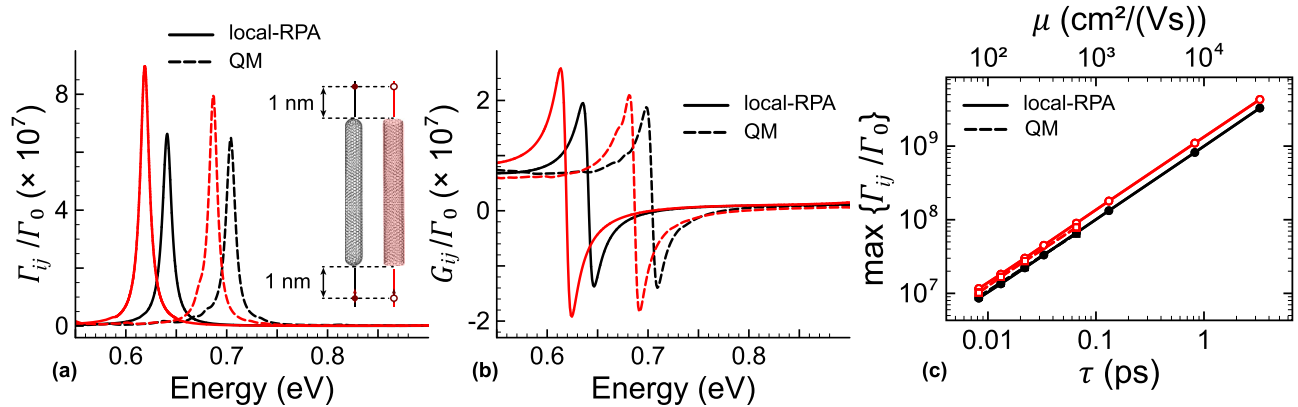 local-RPA
QM
1 nm
1 nm
8
4
0
0.6
0.7
0.8
Γij /Γ0 (× 10⁷)
Energy (eV)
(a)
local-RPA
QM
2
0
-2
0.6
0.7
0.8
Gij/Γ0 (× 10⁷)
Energy (eV)
(b)
μ (cm²/(Vs))
10²
10³
10⁴
local-RPA
QM
10⁹
10⁸
10⁷
max {Γij /Γ0}
0.01
0.1
1
τ (ps)
(c)